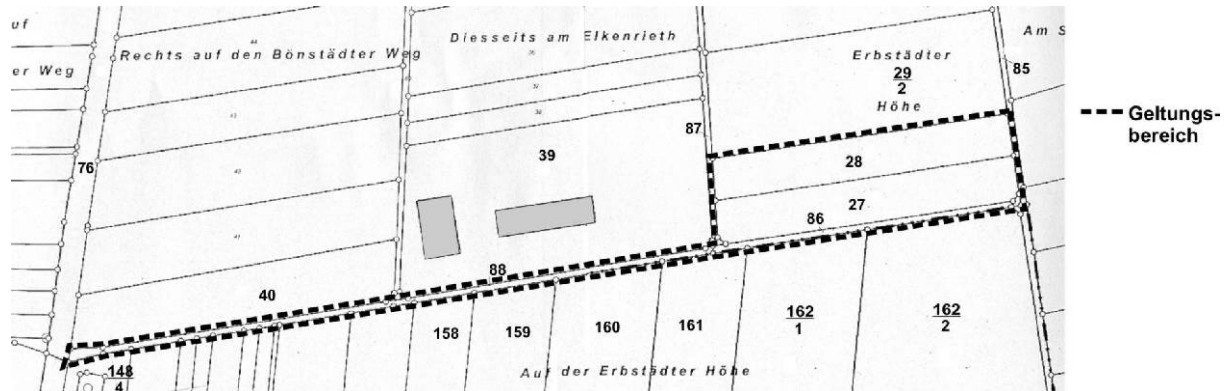 uf
er Weg
Rechts auf den Bönstädter Weg
Diesseits am Elkenrieth
Erbstädter
29
2
Höhe
Am S
85
Geltungs-
bereich
87
39
28
76
27
86
88
40
158
159
160
161
162
1
162
2
148
4
Auf der Erbstädter Höhe